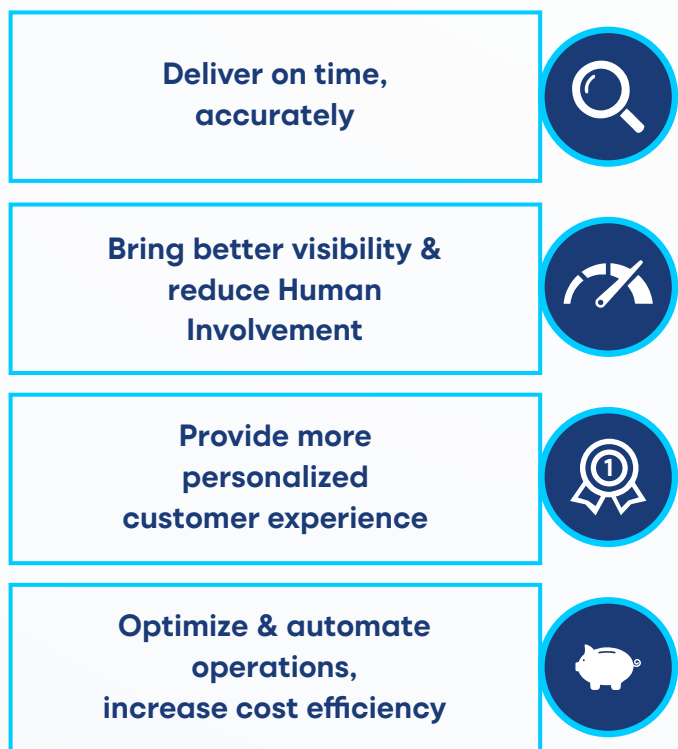 Deliver on time,
accurately
Bring better visibility &
reduce Human
Involvement
Provide more
personalized
customer experience
1
Optimize & automate
operations,
increase cost efficiency